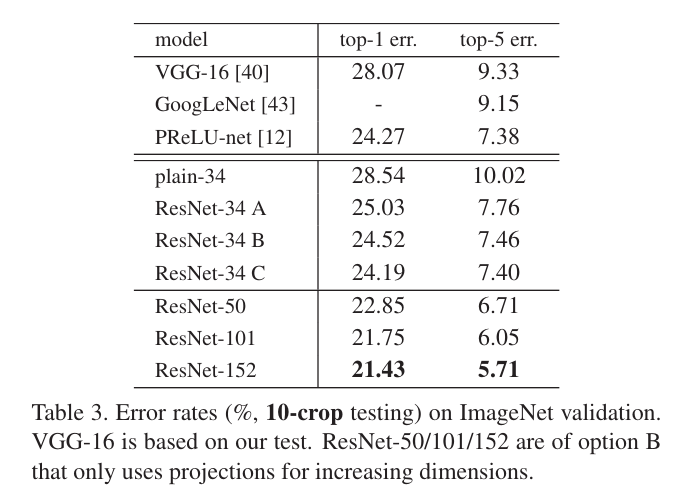 model top-1 err. top-5 err.
VGG-16 [40] 28.07 9.33
GoogLeNet [43] - 9.15
PReLU-net [12] 24.27 7.38
plain-34 28.54 10.02
ResNet-34 A 25.03 7.76
ResNet-34 B 24.52 7.46
ResNet-34 C 24.19 7.40
ResNet-50 22.85 6.71
ResNet-101 21.75 6.05
ResNet-152 21.43 5.71
Table 3. Error rates (%, 10-crop testing) on ImageNet validation.
VGG-16 is based on our test. ResNet-50/101/152 are of option B
that only uses projections for increasing dimensions.